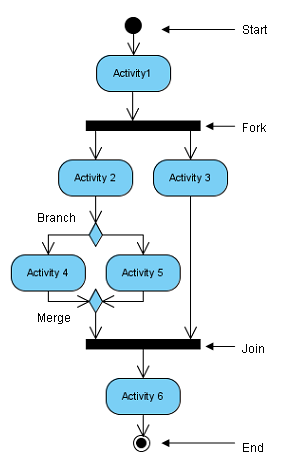 Start
Activity1
Fork
Activity 2
Activity 3
Branch
Activity 4
Activity 5
Merge
Join
Activity 6
End